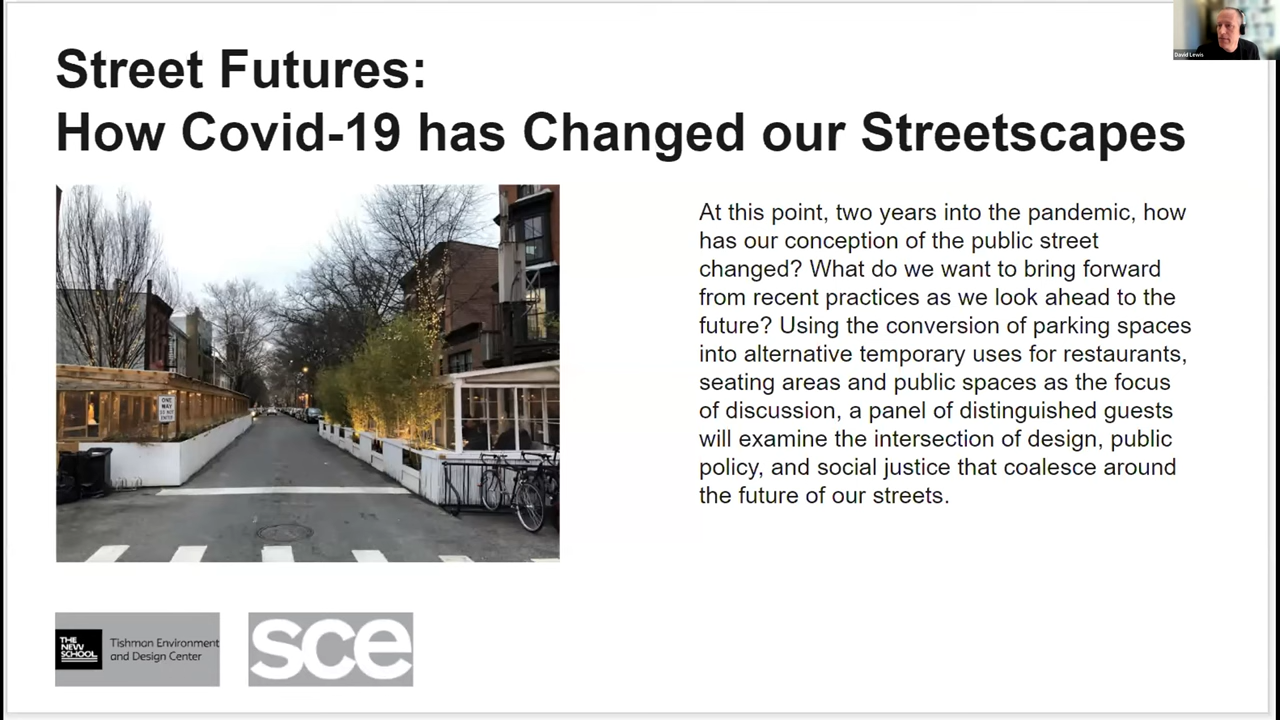 David Lewis
Street Futures:
How Covid-19 has Changed our Streetscapes
ONE
WAY
DO NOT
ENTER
At this point, two years into the pandemic, how
has our conception of the public street
changed? What do we want to bring forward
from recent practices as we look ahead to the
future? Using the conversion of parking spaces
into alternative temporary uses for restaurants,
seating areas and public spaces as the focus
of discussion, a panel of distinguished guests
will examine the intersection of design, public
policy, and social justice that coalesce around
the future of our streets.
THE
NEW
SCHOOL
Tishman Environment
and Design Center
sce